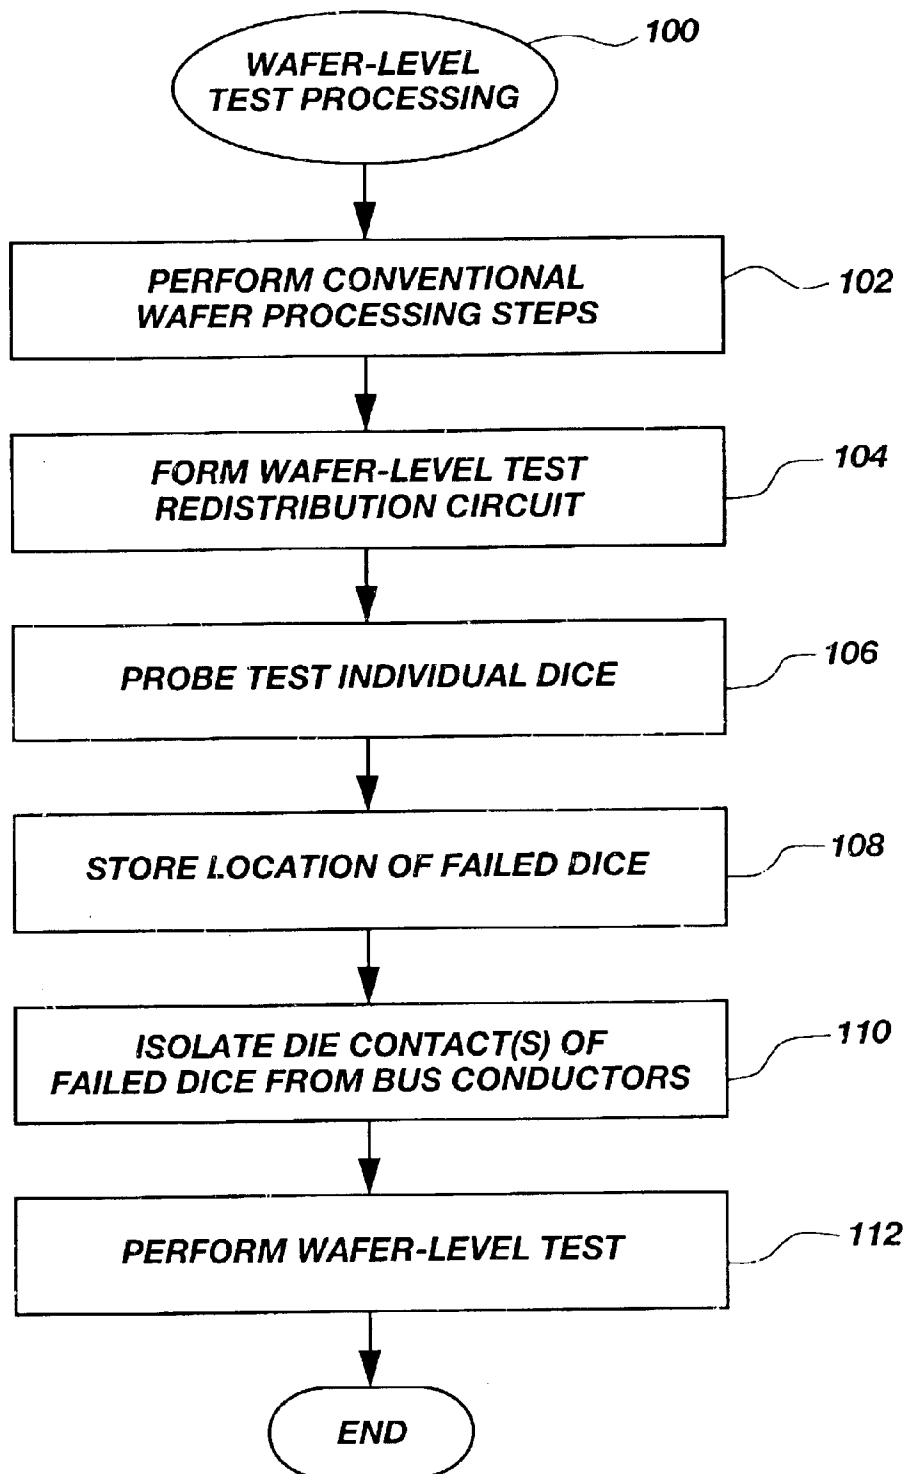 100
WAFER-LEVEL
TEST PROCESSING
PERFORM CONVENTIONAL
WAFER PROCESSING STEPS
102
FORM WAFER-LEVEL TEST
REDISTRIBUTION CIRCUIT
104
PROBE TEST INDIVIDUAL DICE
106
STORE LOCATION OF FAILED DICE
108
ISOLATE DIE CONTACT(S) OF
FAILED DICE FROM BUS CONDUCTORS
110
PERFORM WAFER-LEVEL TEST
112
END